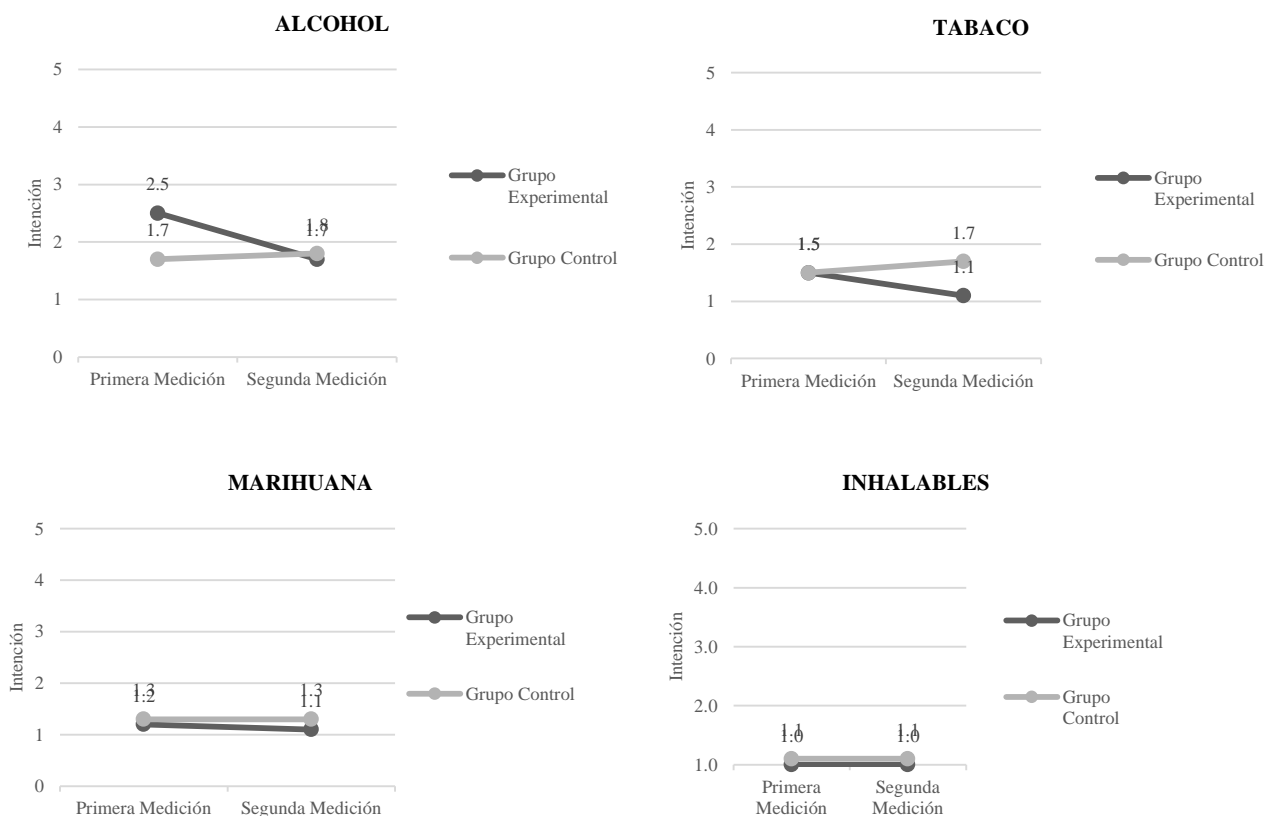 ALCOHOL
5
4
3
2
1
0
Intención
2.5
1.7
1.8
1.7
Primera Medición
Segunda Medición
Grupo
Experimental
Grupo Control
TABACO
5
4
3
2
1
0
Intención
1.5
1.5
1.7
1.1
Primera Medición
Segunda Medición
Grupo
Experimental
Grupo Control
MARIHUANA
5
4
3
2
1
0
Intención
1.3
1.2
1.3
1.1
Primera Medición
Segunda Medición
Grupo
Experimental
Grupo Control
INHALABLES
5.0
4.0
3.0
2.0
1.0
Intención
1.1
1.0
1.1
1.0
Primera
Medición
Segunda
Medición
Grupo
Experimental
Grupo
Control